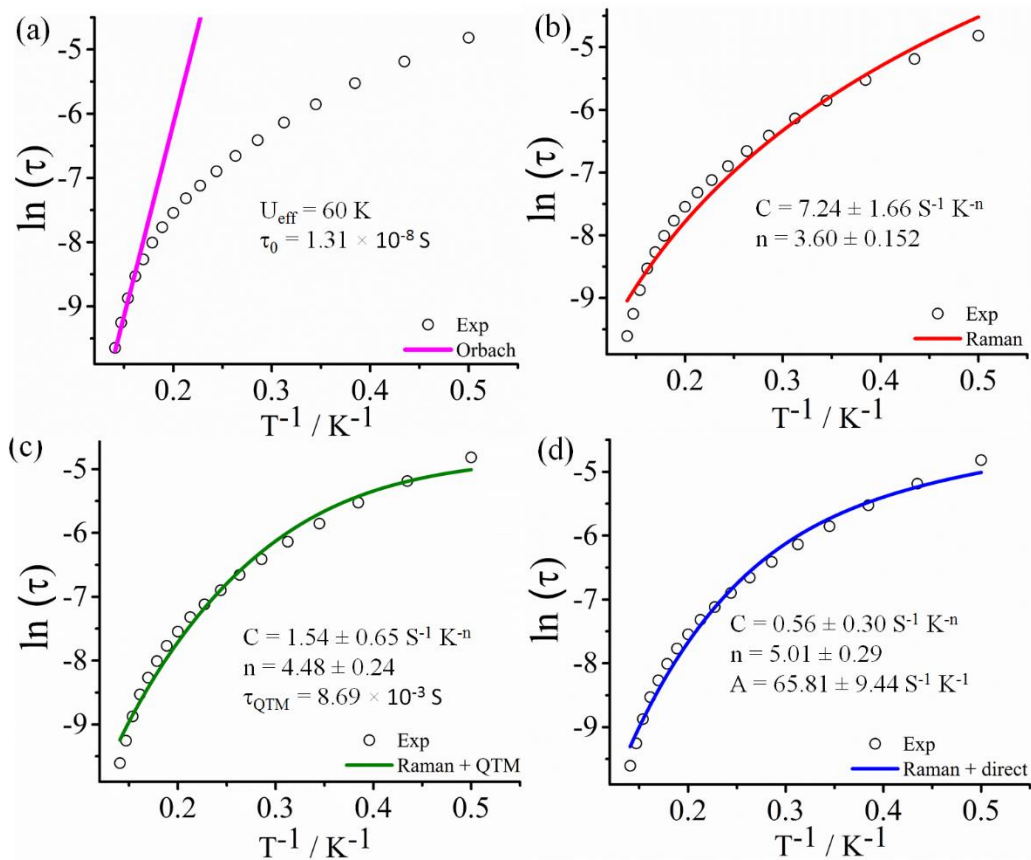 (a)
ln (τ)
-5
-6
-7
-8
-9
U_eff = 60 K
τ₀ = 1.31 × 10⁻⁸ S
Exp
Orbach
0.2 0.3 0.4 0.5
T⁻¹ / K⁻¹
(b)
ln (τ)
-5
-6
-7
-8
-9
C = 7.24 ± 1.66 S⁻¹ K⁻ⁿ
n = 3.60 ± 0.152
Exp
Raman
0.2 0.3 0.4 0.5
T⁻¹ / K⁻¹
(c)
ln (τ)
-5
-6
-7
-8
-9
C = 1.54 ± 0.65 S⁻¹ K⁻ⁿ
n = 4.48 ± 0.24
τ_QTM = 8.69 × 10⁻³ S
Exp
Raman + QTM
0.2 0.3 0.4 0.5
T⁻¹ / K⁻¹
(d)
ln (τ)
-5
-6
-7
-8
-9
C = 0.56 ± 0.30 S⁻¹ K⁻ⁿ
n = 5.01 ± 0.29
A = 65.81 ± 9.44 S⁻¹ K⁻¹
Exp
Raman + direct
0.2 0.3 0.4 0.5
T⁻¹ / K⁻¹